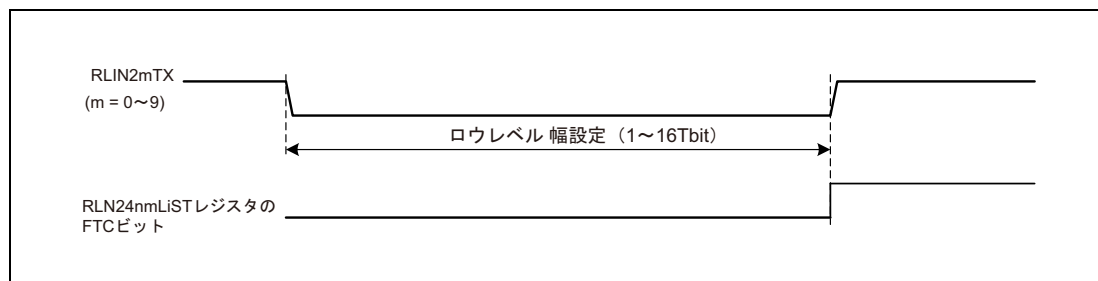 RLIN2mTX
(m = 0～9)
ロウレベル 幅設定（1～16Tbit）
RLN24nmLiSTレジスタの
FTCビット